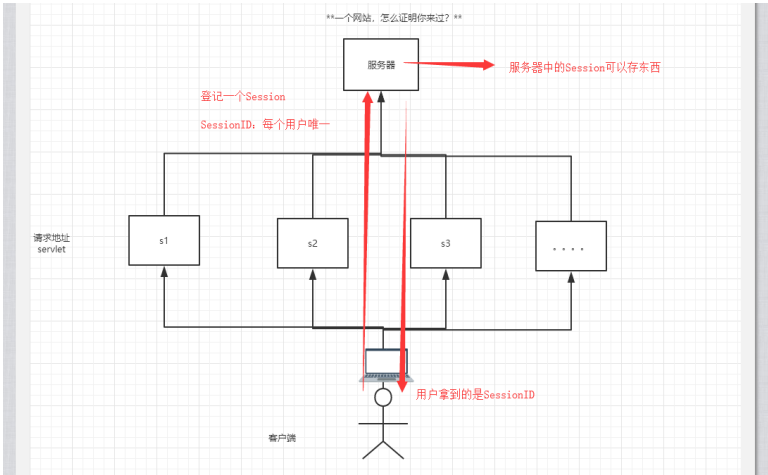 **一个网站，怎么证明你来过？**
服务器
服务器中的Session可以存东西
登记一个Session
SessionID：每个用户唯一
请求地址
servlet
s1
s2
s3
....
用户拿到的是SessionID
客户端